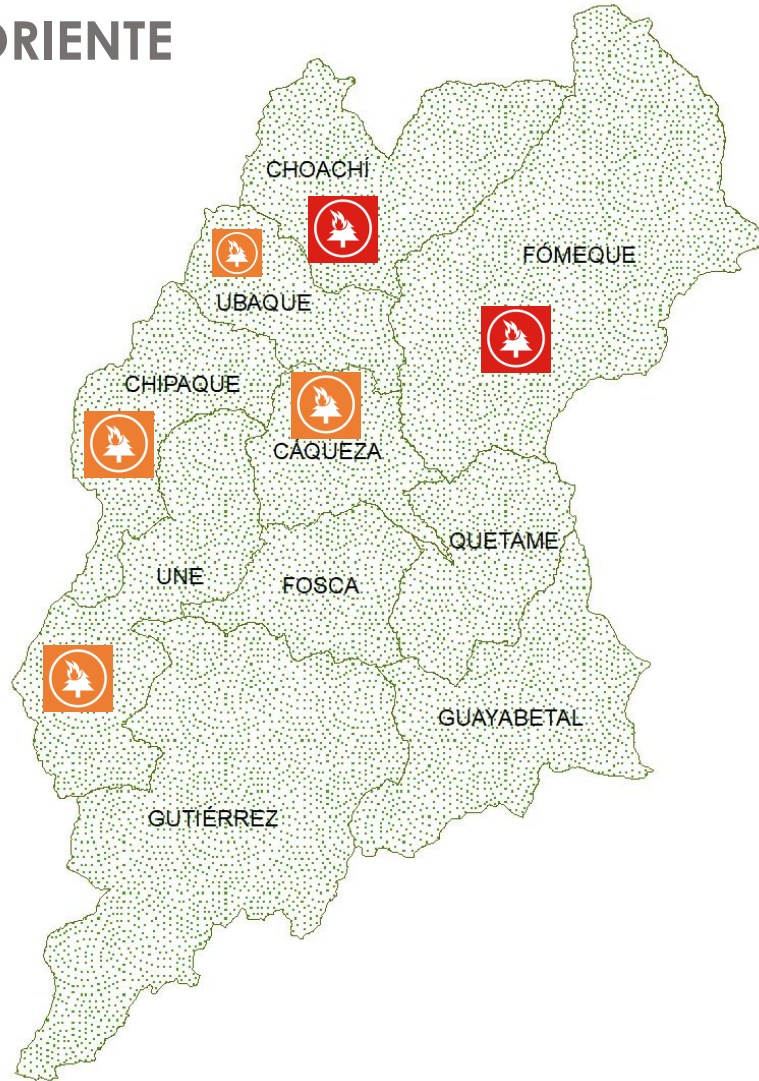 ORIENTE
CHOACHÍ
FÓMEQUE
UBAQUE
CHIPAQUE
CÁQUEZA
QUETAME
UNE
FOSCA
GUAYABETAL
GUTIÉRREZ